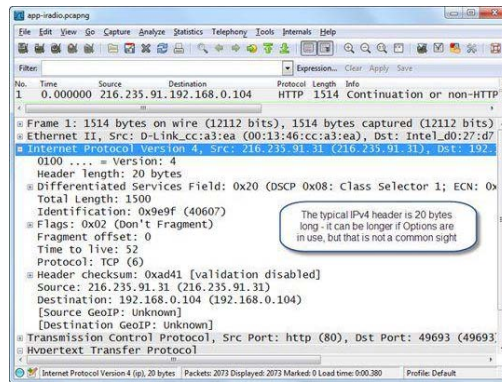 app-iradio.pcapng
File Edit View Go Capture Analyze Statistics Telephony Tools Internals Help
Filter: Expression... Clear Apply Save
No. Time Source Destination Protocol Length Info
1 0.000000 216.235.91.192.168.0.104 HTTP 1514 Continuation or non-HTTP
Frame 1: 1514 bytes on wire (12112 bits), 1514 bytes captured (12112 bits)
Ethernet II, Src: D-Link_cc:a3:ea (00:13:46:cc:a3:ea), Dst: Intel_d0:27:d7
Internet Protocol Version 4, Src: 216.235.91.31 (216.235.91.31), Dst: 192.
0100 .... = Version: 4
Header length: 20 bytes
Differentiated Services Field: 0x20 (DSCP 0x08: Class Selector 1; ECN: 0x
Total Length: 1500
Identification: 0x9e9f (40607)
Flags: 0x02 (Don't Fragment)
Fragment offset: 0
Time to live: 52
Protocol: TCP (6)
Header checksum: 0xad41 [validation disabled]
Source: 216.235.91.31 (216.235.91.31)
Destination: 192.168.0.104 (192.168.0.104)
[Source GeoIP: Unknown]
[Destination GeoIP: Unknown]
The typical IPv4 header is 20 bytes
long - it can be longer if Options are
in use, but that is not a common sight
Transmission Control Protocol, Src Port: http (80), Dst Port: 49693 (49693
Hypertext Transfer Protocol
Internet Protocol Version 4 (ip), 20 bytes Packets: 2073 Displayed: 2073 Marked: 0 Load time: 0:00.380 Profile: Default